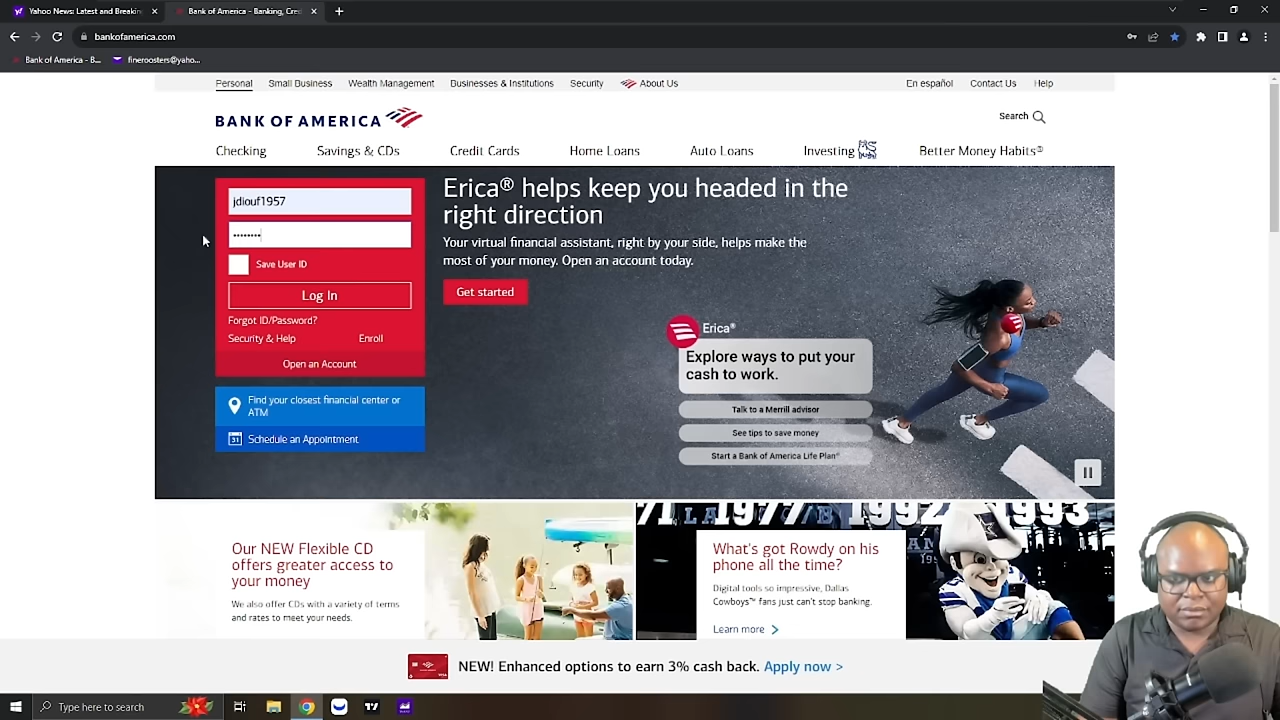 Yahoo News: Latest and Breakin
Bank of America - Banking, Cred
bankofamerica.com
Bank of America - B...
fineroosters@yaho...
Personal
Small Business
Wealth Management
Businesses & Institutions
Security
About Us
En español
Contact Us
Help
BANK OF AMERICA
Search
Checking
Savings & CDs
Credit Cards
Home Loans
Auto Loans
Investing
Better Money Habits®
jdiouf1957
••••••••
Save User ID
Log In
Forgot ID/Password?
Security & Help
Enroll
Open an Account
Find your closest financial center or
ATM
31
Schedule an Appointment
Erica® helps keep you headed in the
right direction
Your virtual financial assistant, right by your side, helps make the
most of your money. Open an account today.
Get started
Erica®
Explore ways to put your
cash to work.
Talk to a Merrill advisor
See tips to save money
Start a Bank of America Life Plan®
Our NEW Flexible CD
offers greater access to
your money
We also offer CDs with a variety of terms
and rates to meet your needs.
71 LA 1977 B 1992 1993
What's got Rowdy on his
phone all the time?
Digital tools so impressive, Dallas
Cowboys™ fans just can't stop banking.
Learn more
NEW! Enhanced options to earn 3% cash back. Apply now >
Type here to search